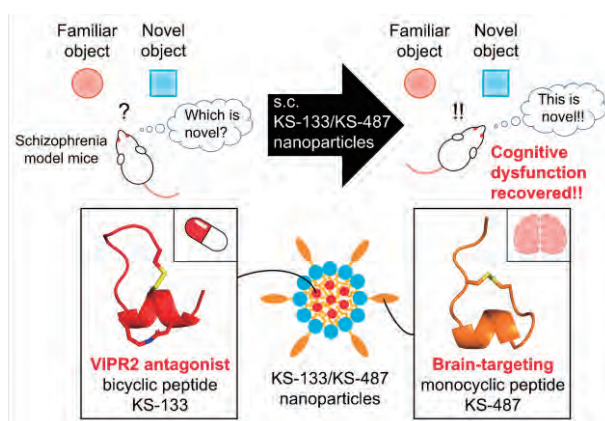 Familiar object
Novel object
?
Which is novel?
Schizophrenia model mice
s.c.
KS-133/KS-487
nanoparticles
Familiar object
Novel object
!!
This is novel!!
Cognitive
dysfunction
recovered!!
VIPR2 antagonist
bicyclic peptide
KS-133
KS-133/KS-487
nanoparticles
Brain-targeting
monocyclic peptide
KS-487